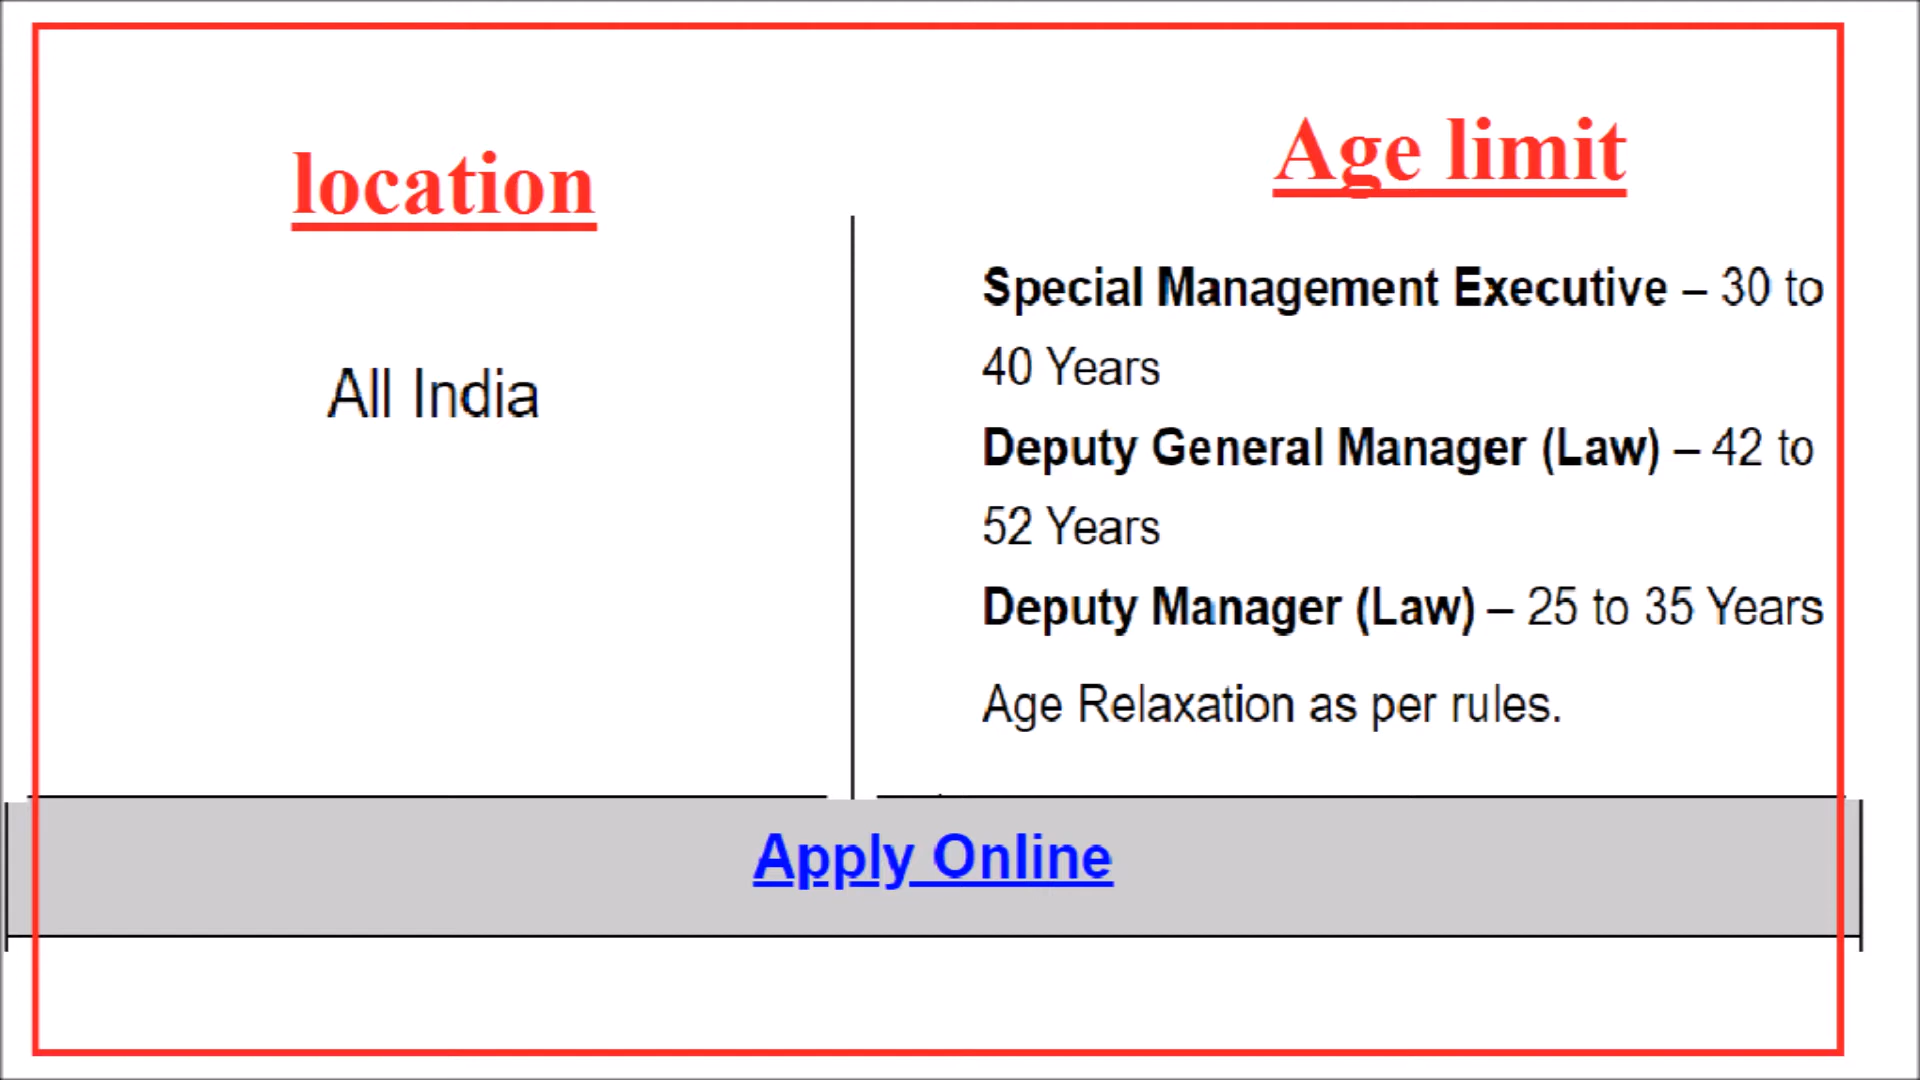 location
All India
Age limit
Special Management Executive – 30 to
40 Years
Deputy General Manager (Law) – 42 to
52 Years
Deputy Manager (Law) – 25 to 35 Years
Age Relaxation as per rules.
Apply Online